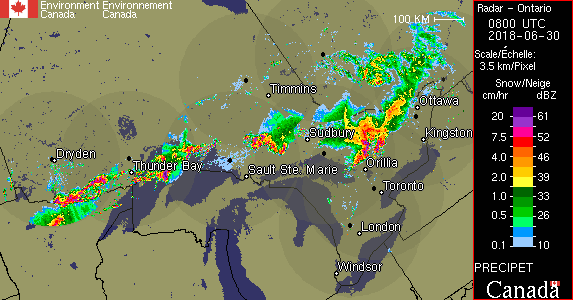 Environment Environnement
Canada Canada
100 KM
Radar - Ontario
0800 UTC
2018-06-30
Scale/Échelle:
3.5 km/Pixel
Snow/Neige
cm/hr dBZ
20 61
7.5 52
4.0 46
2.0 39
1.0 33
0.5 26
0.1 10
PRECIPET
Canada
Timmins
Ottawa
Sudbury
Kingston
Dryden
Thunder Bay
Sault Ste. Marie
Orillia
Toronto
London
Windsor